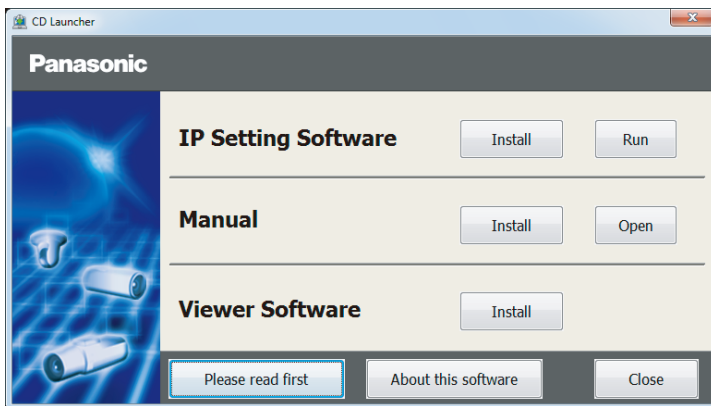 CD Launcher
Panasonic
IP Setting Software Install Run
Manual Install Open
Viewer Software Install
Please read first About this software Close